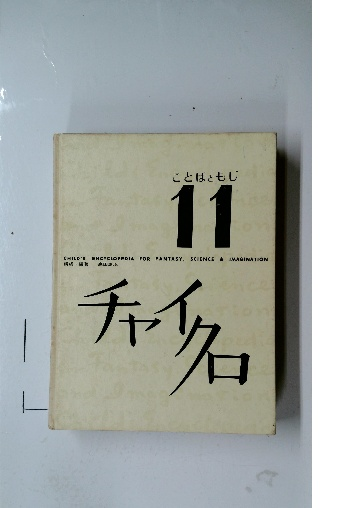 ことばともじ
11
CHILD'S ENCYCLOPEDIA FOR FANTASY, SCIENCE & IMAGINATION
チャイクロ